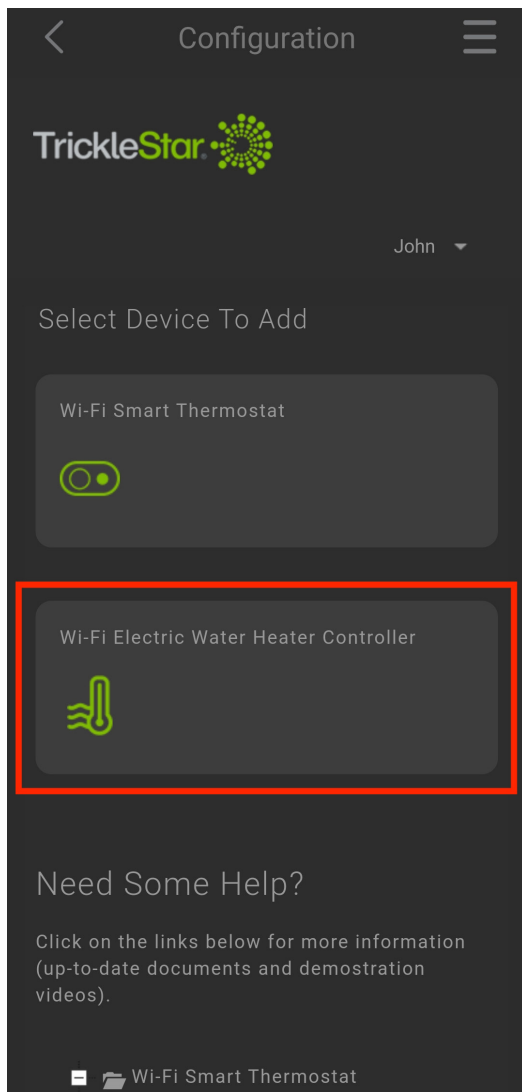 Configuration
TrickleStar
John
Select Device To Add
Wi-Fi Smart Thermostat
Wi-Fi Electric Water Heater Controller
Need Some Help?
Click on the links below for more information
(up-to-date documents and demostration
videos).
Wi-Fi Smart Thermostat